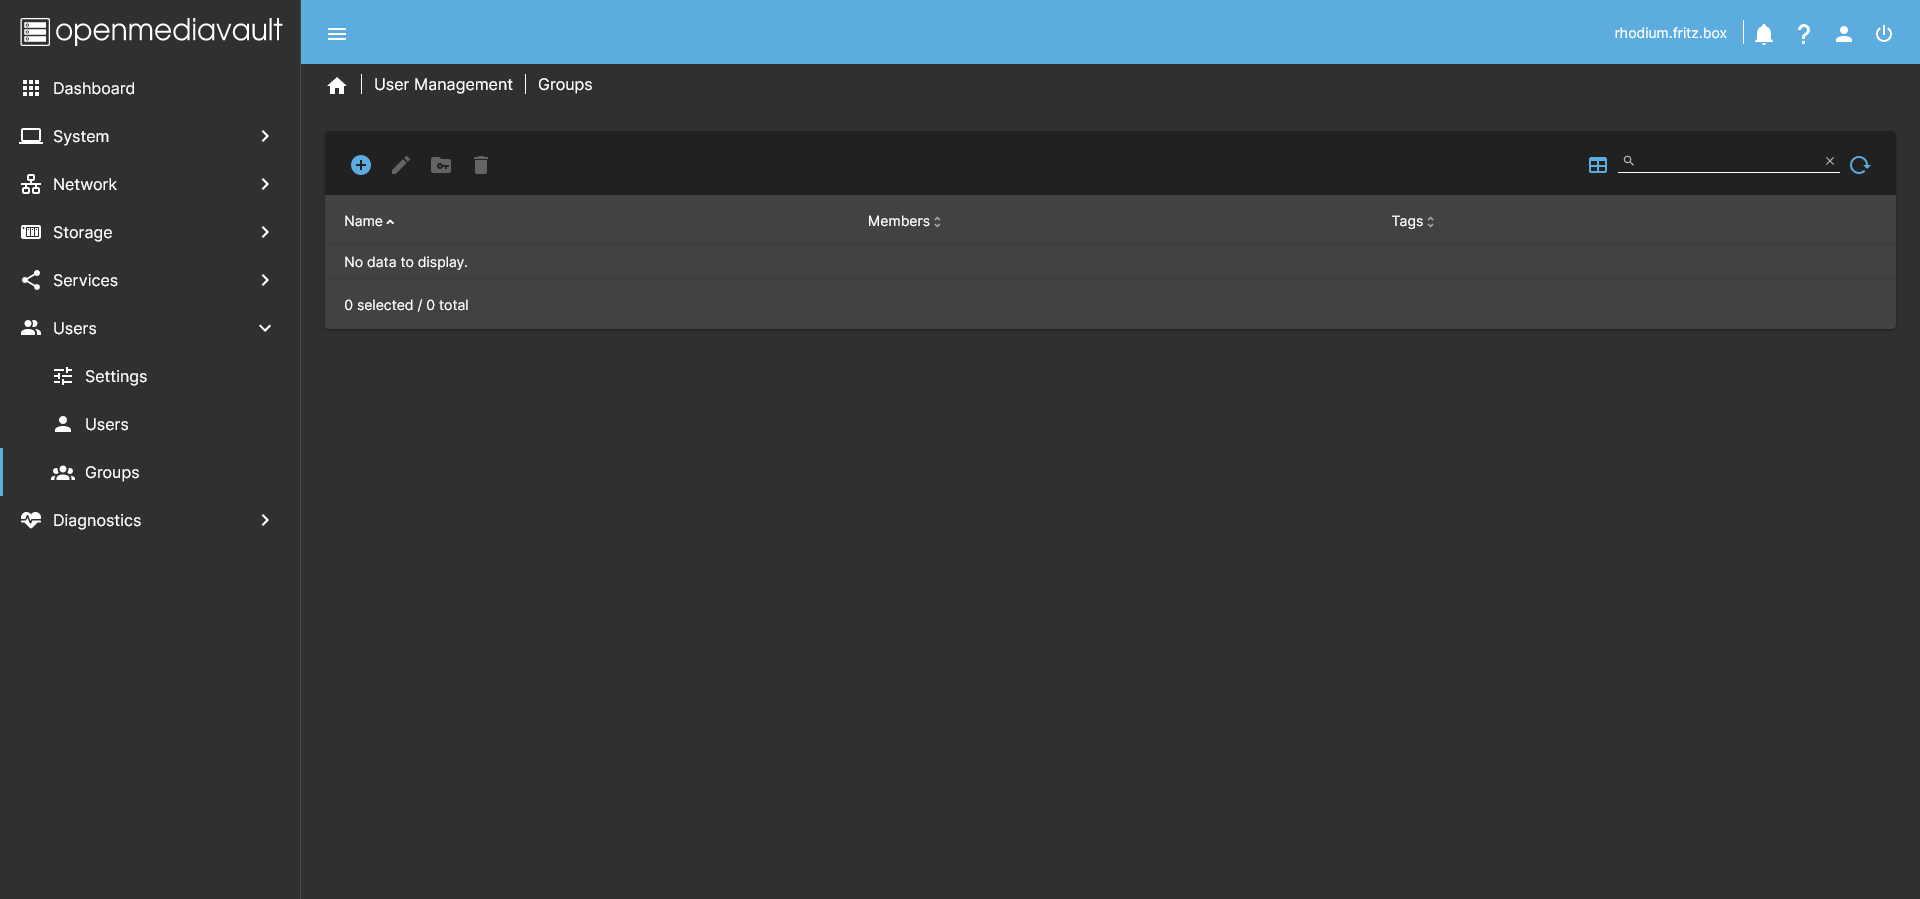 openmediavault
rhodium.fritz.box
Dashboard
System
Network
Storage
Services
Users
Settings
Users
Groups
Diagnostics
User Management
Groups
Name
Members
Tags
No data to display.
0 selected / 0 total